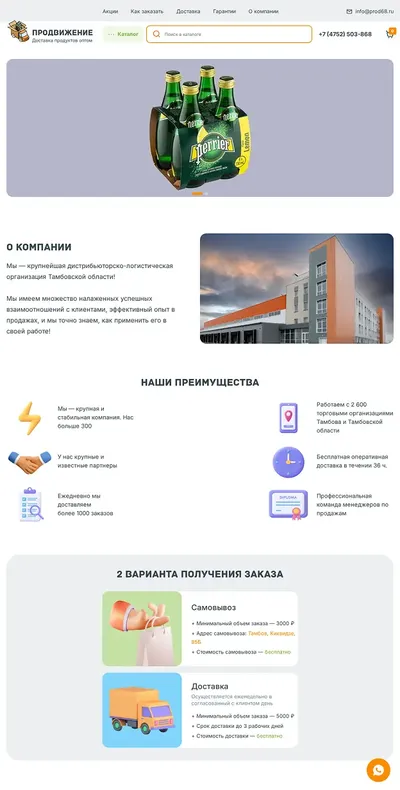 Акции Как заказать Доставка Гарантии О компании info@prod68.ru
ПРОДВИЖЕНИЕ
Доставка продуктов оптом
Каталог
Поиск в каталоге
+7 (4752) 503-868
perrier
Lemon
О КОМПАНИИ
Мы — крупнейшая дистрибьюторско-логистическая
организация Тамбовской области!
Мы имеем множество налаженных успешных
взаимоотношений с клиентами, эффективный опыт в
продажах, и мы точно знаем, как применить его в
своей работе!
НАШИ ПРЕИМУЩЕСТВА
Мы — крупная и
стабильная компания. Нас
больше 300
Работаем с 2 600
торговыми организациями
Тамбова и Тамбовской
области
У нас крупные и
известные партнеры
Бесплатная оперативная
доставка в течении 36 ч.
Ежедневно мы
доставляем
более 1000 заказов
DIPLOMA
Профессиональная
команда менеджеров по
продажам
2 ВАРИАНТА ПОЛУЧЕНИЯ ЗАКАЗА
Самовывоз
• Минимальный объем заказа — 3000 ₽
• Адрес самовывоза: Тамбов,
• Стоимость самовывоза — бесплатно
Доставка
Осуществляется еженедельно в
согласованный с клиентом день
• Минимальный объем заказа — 5000 ₽
• Срок доставки до 3 рабочих дней
• Стоимость доставки — бесплатно